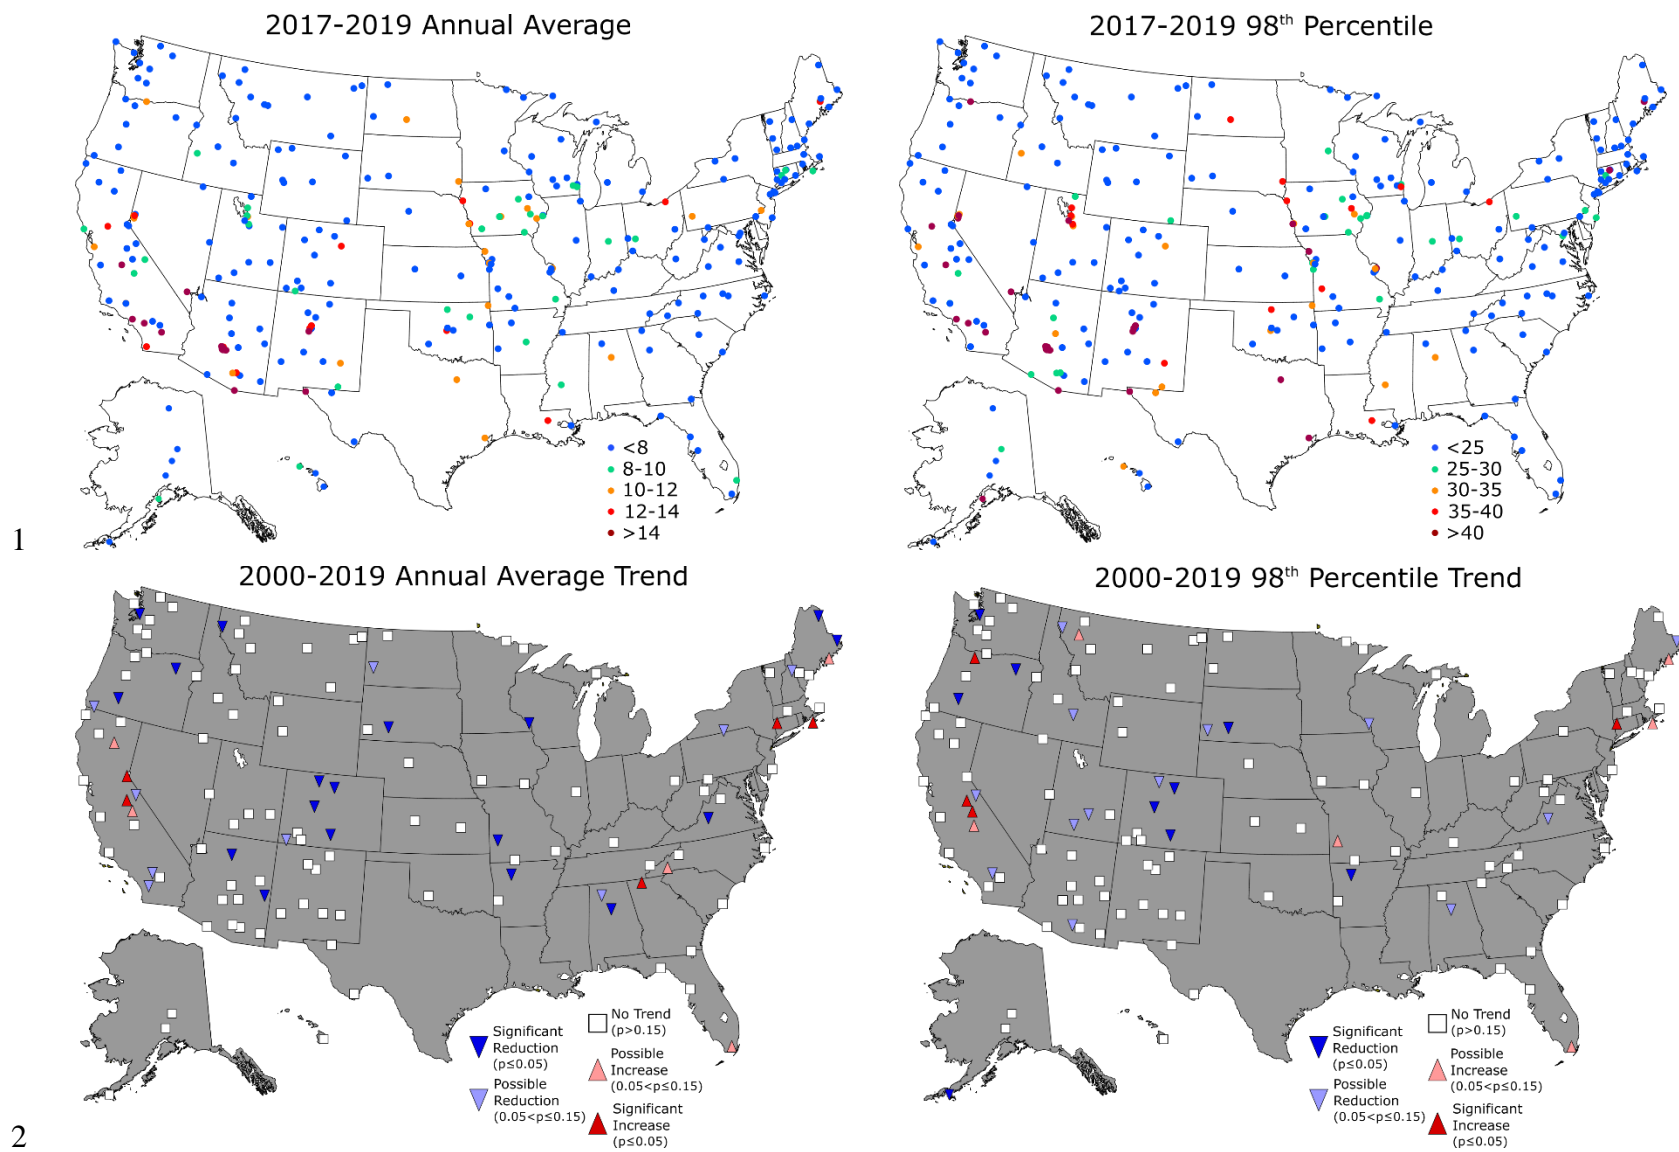 2017-2019 Annual Average
2017-2019 98th Percentile
<8
8-10
10-12
12-14
>14
<25
25-30
30-35
35-40
>40
1
2000-2019 Annual Average Trend
2000-2019 98th Percentile Trend
Significant
Reduction
(p≤0.05)
Possible
Reduction
(0.05<p≤0.15)
No Trend
(p>0.15)
Possible
Increase
(0.05<p≤0.15)
Significant
Increase
(p≤0.05)
Significant
Reduction
(p≤0.05)
Possible
Reduction
(0.05<p≤0.15)
No Trend
(p>0.15)
Possible
Increase
(0.05<p≤0.15)
Significant
Increase
(p≤0.05)
2